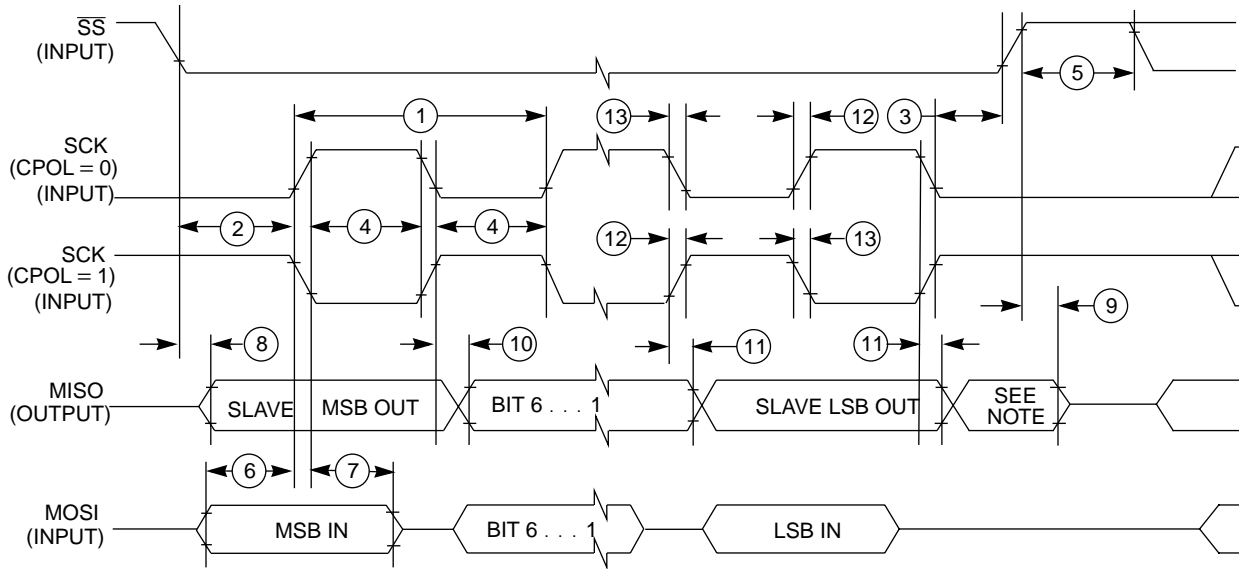 SS
(INPUT)
5
1
13
12
3
SCK
(CPOL = 0)
(INPUT)
2
4
4
12
13
SCK
(CPOL = 1)
(INPUT)
8
10
11
11
9
MISO
(OUTPUT)
SLAVE
MSB OUT
BIT 6 . . . 1
SLAVE LSB OUT
SEE
NOTE
6
7
MOSI
(INPUT)
MSB IN
BIT 6 . . . 1
LSB IN